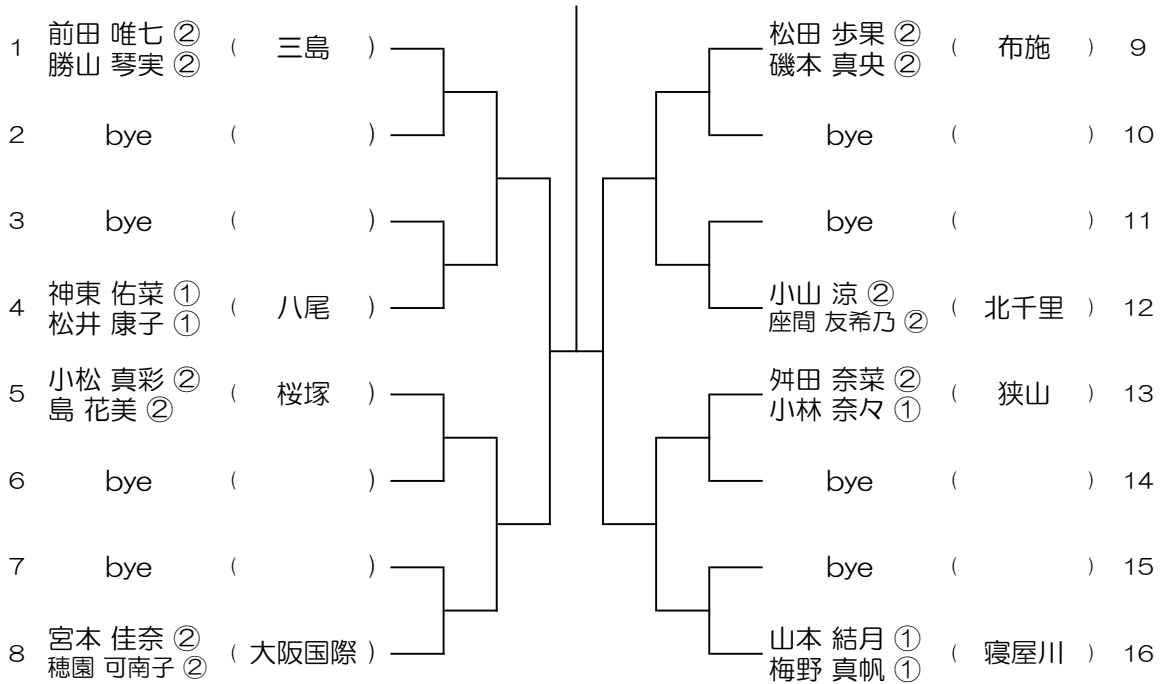 1 前田 唯七 ② ( 三島 )
勝山 琴実 ②
2 bye ( )
3 bye ( )
4 神東 佑菜 ① ( 八尾 )
松井 康子 ①
5 小松 真彩 ② ( 桜塚 )
島 花美 ②
6 bye ( )
7 bye ( )
8 宮本 佳奈 ② ( 大阪国際 )
穂園 可南子 ②
松田 歩果 ② ( 布施 ) 9
磯本 真央 ②
bye ( ) 10
bye ( ) 11
小山 涼 ② ( 北千里 ) 12
座間 友希乃 ②
舛田 奈菜 ② ( 狭山 ) 13
小林 奈々 ①
bye ( ) 14
bye ( ) 15
山本 結月 ① ( 寝屋川 ) 16
梅野 真帆 ①